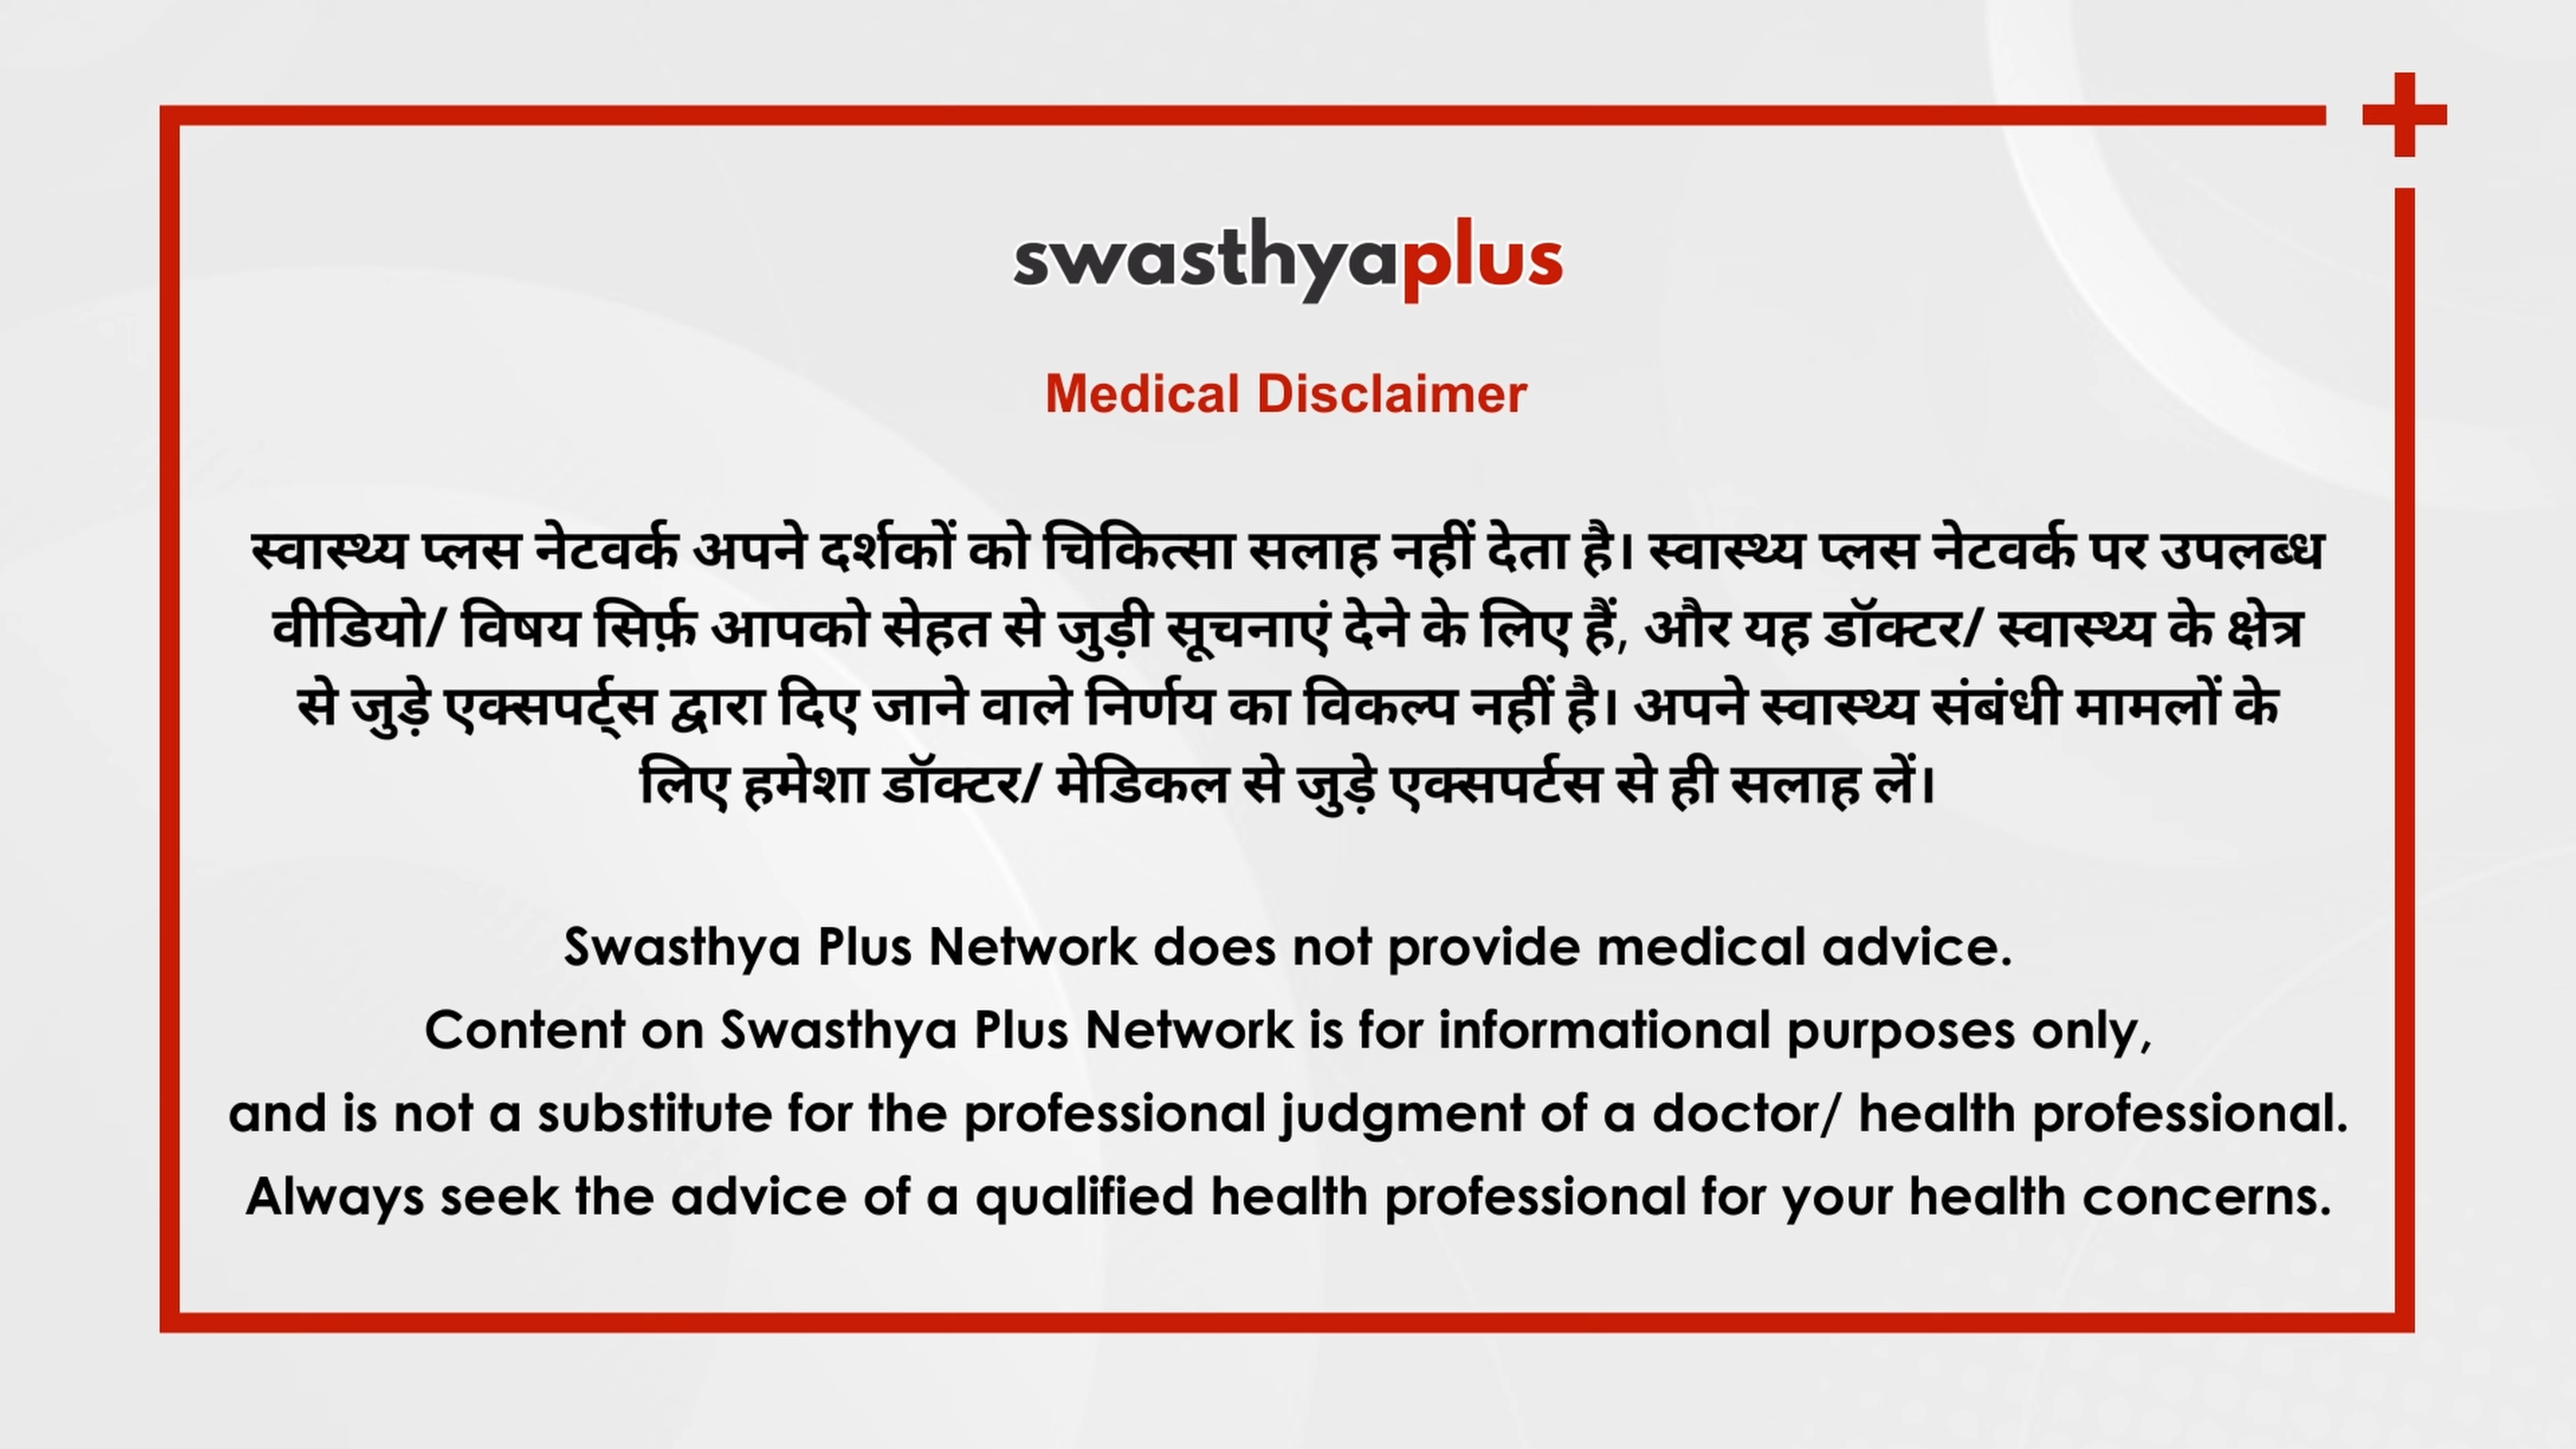 swasthyaplus
Medical Disclaimer
स्वास्थ्य प्लस नेटवर्क अपने दर्शकों को चिकित्सा सलाह नहीं देता है। स्वास्थ्य प्लस नेटवर्क पर उपलब्ध
वीडियो/ विषय सिर्फ़ आपको सेहत से जुड़ी सूचनाएं देने के लिए हैं, और यह डॉक्टर/ स्वास्थ्य के क्षेत्र
से जुड़े एक्सपर्ट्स द्वारा दिए जाने वाले निर्णय का विकल्प नहीं है। अपने स्वास्थ्य संबंधी मामलों के
लिए हमेशा डॉक्टर/ मेडिकल से जुड़े एक्सपर्टस से ही सलाह लें।
Swasthya Plus Network does not provide medical advice.
Content on Swasthya Plus Network is for informational purposes only,
and is not a substitute for the professional judgment of a doctor/ health professional.
Always seek the advice of a qualified health professional for your health concerns.